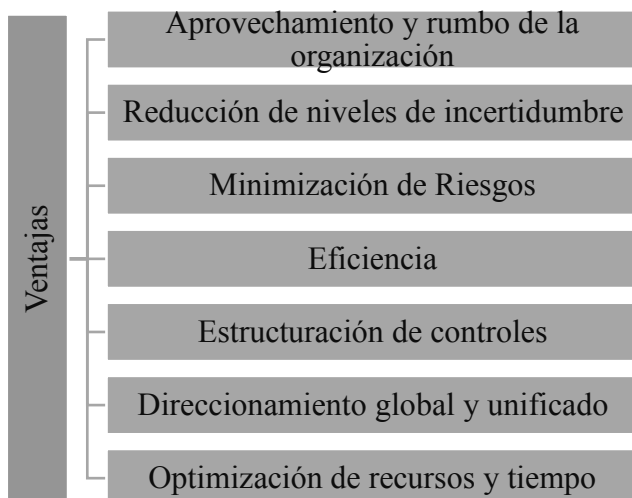 Ventajas
Aprovechamiento y rumbo de la
organización
Reducción de niveles de incertidumbre
Minimización de Riesgos
Eficiencia
Estructuración de controles
Direccionamiento global y unificado
Optimización de recursos y tiempo